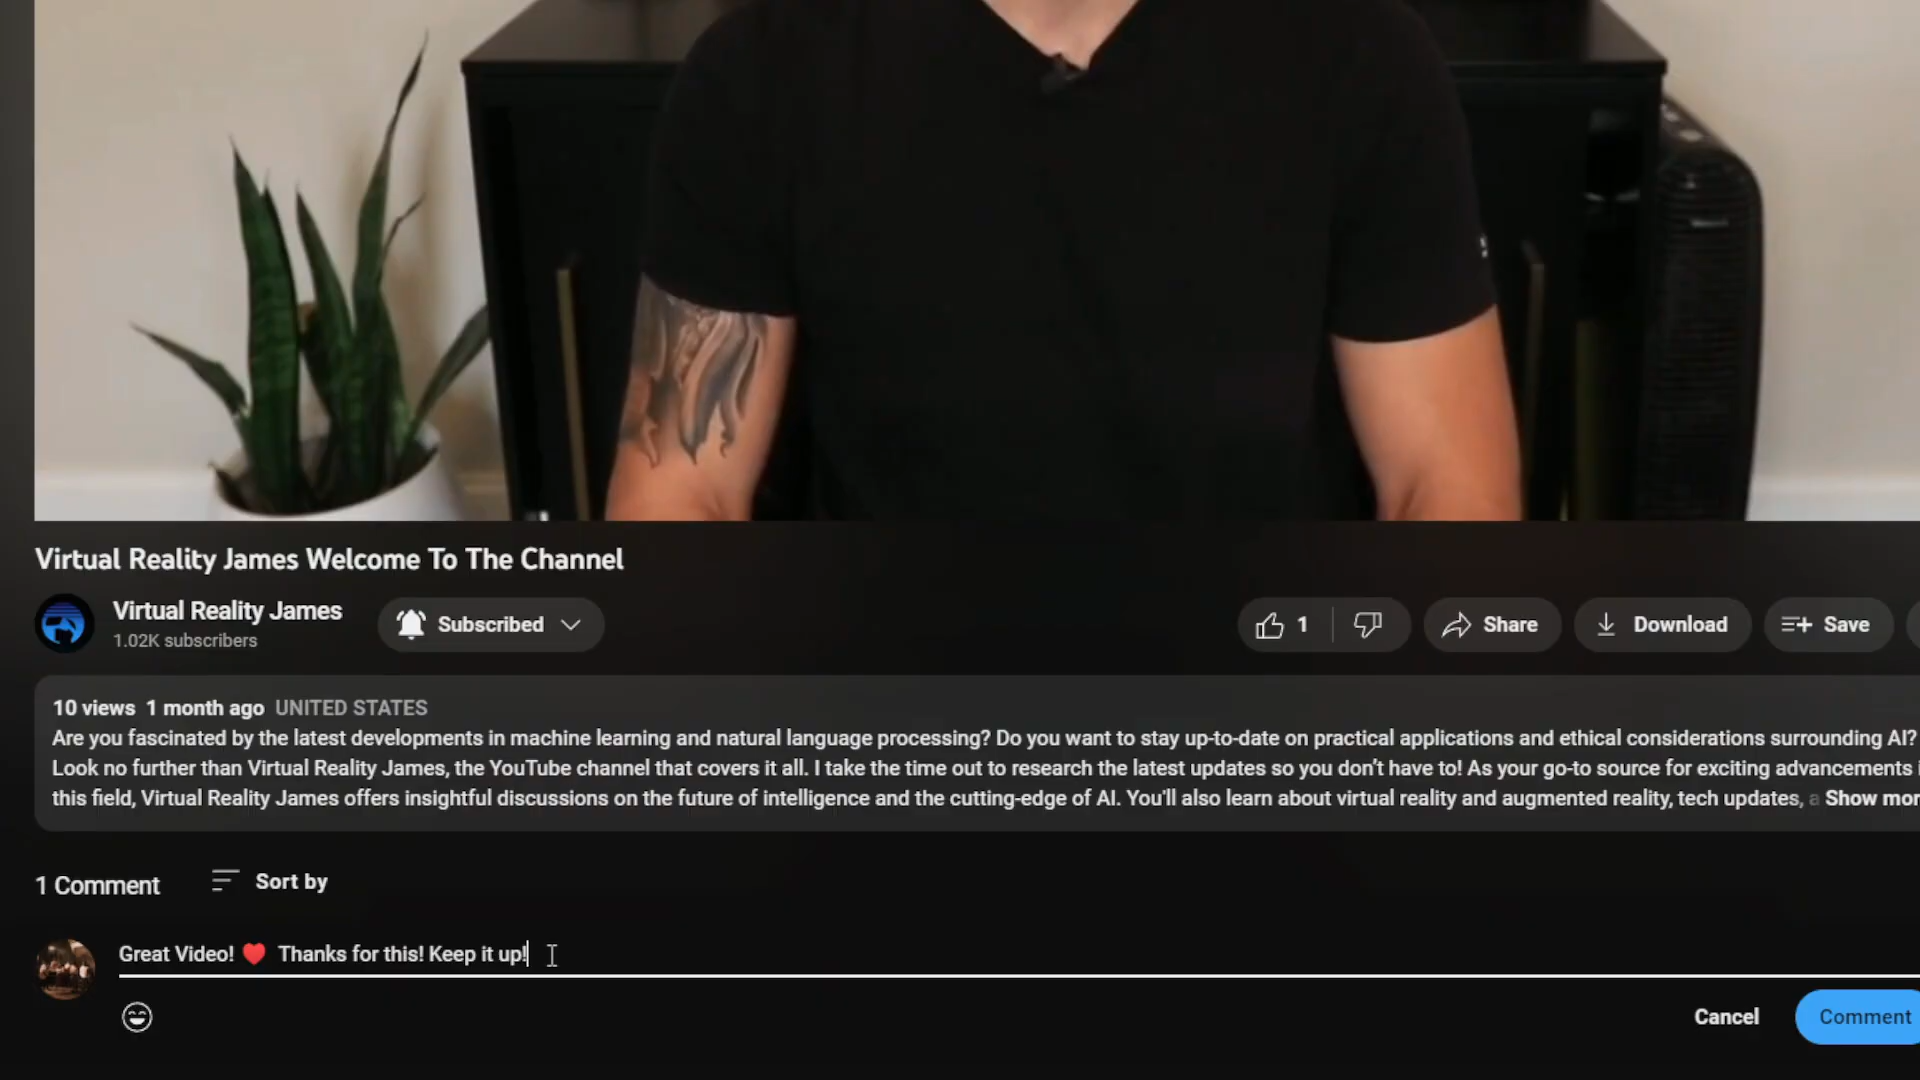 Virtual Reality James Welcome To The Channel
Virtual Reality James
1.02K subscribers
Subscribed
1
Share
Download
Save
10 views 1 month ago UNITED STATES
Are you fascinated by the latest developments in machine learning and natural language processing? Do you want to stay up-to-date on practical applications and ethical considerations surrounding AI?
Look no further than Virtual Reality James, the YouTube channel that covers it all. I take the time out to research the latest updates so you don't have to! As your go-to source for exciting advancements
this field, Virtual Reality James offers insightful discussions on the future of intelligence and the cutting-edge of AI. You'll also learn about virtual reality and augmented reality, tech updates, a Show mor
1 Comment
Sort by
Great Video! ♥️ Thanks for this! Keep it up!
Cancel
Comment